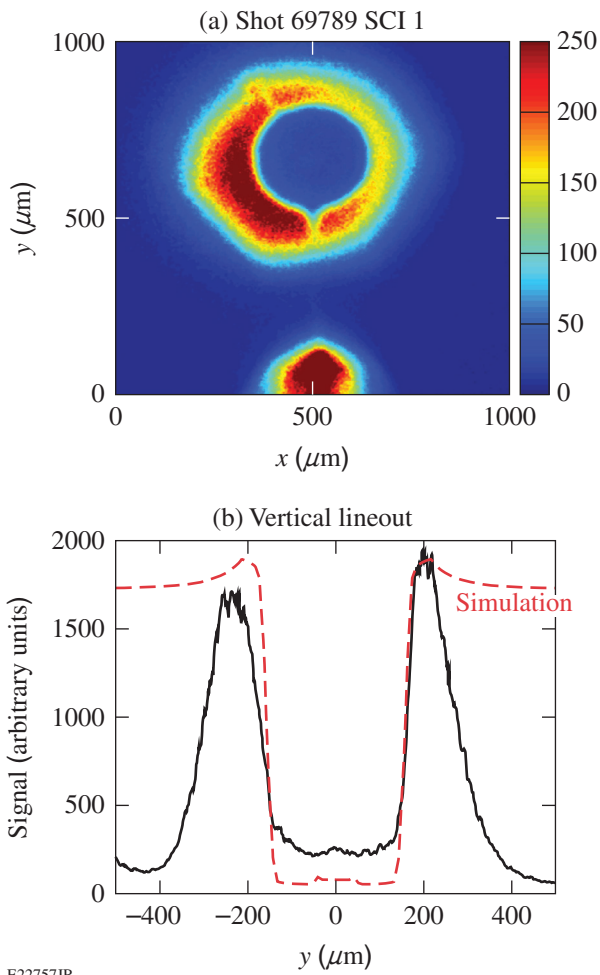 (a) Shot 69789 SCI 1
1000
500
0
y (μm)
0 500 1000
x (μm)
250
200
150
100
50
0
(b) Vertical lineout
2000
1500
1000
500
0
Signal (arbitrary units)
Simulation
−400 −200 0 200 400
y (μm)
E22757JR